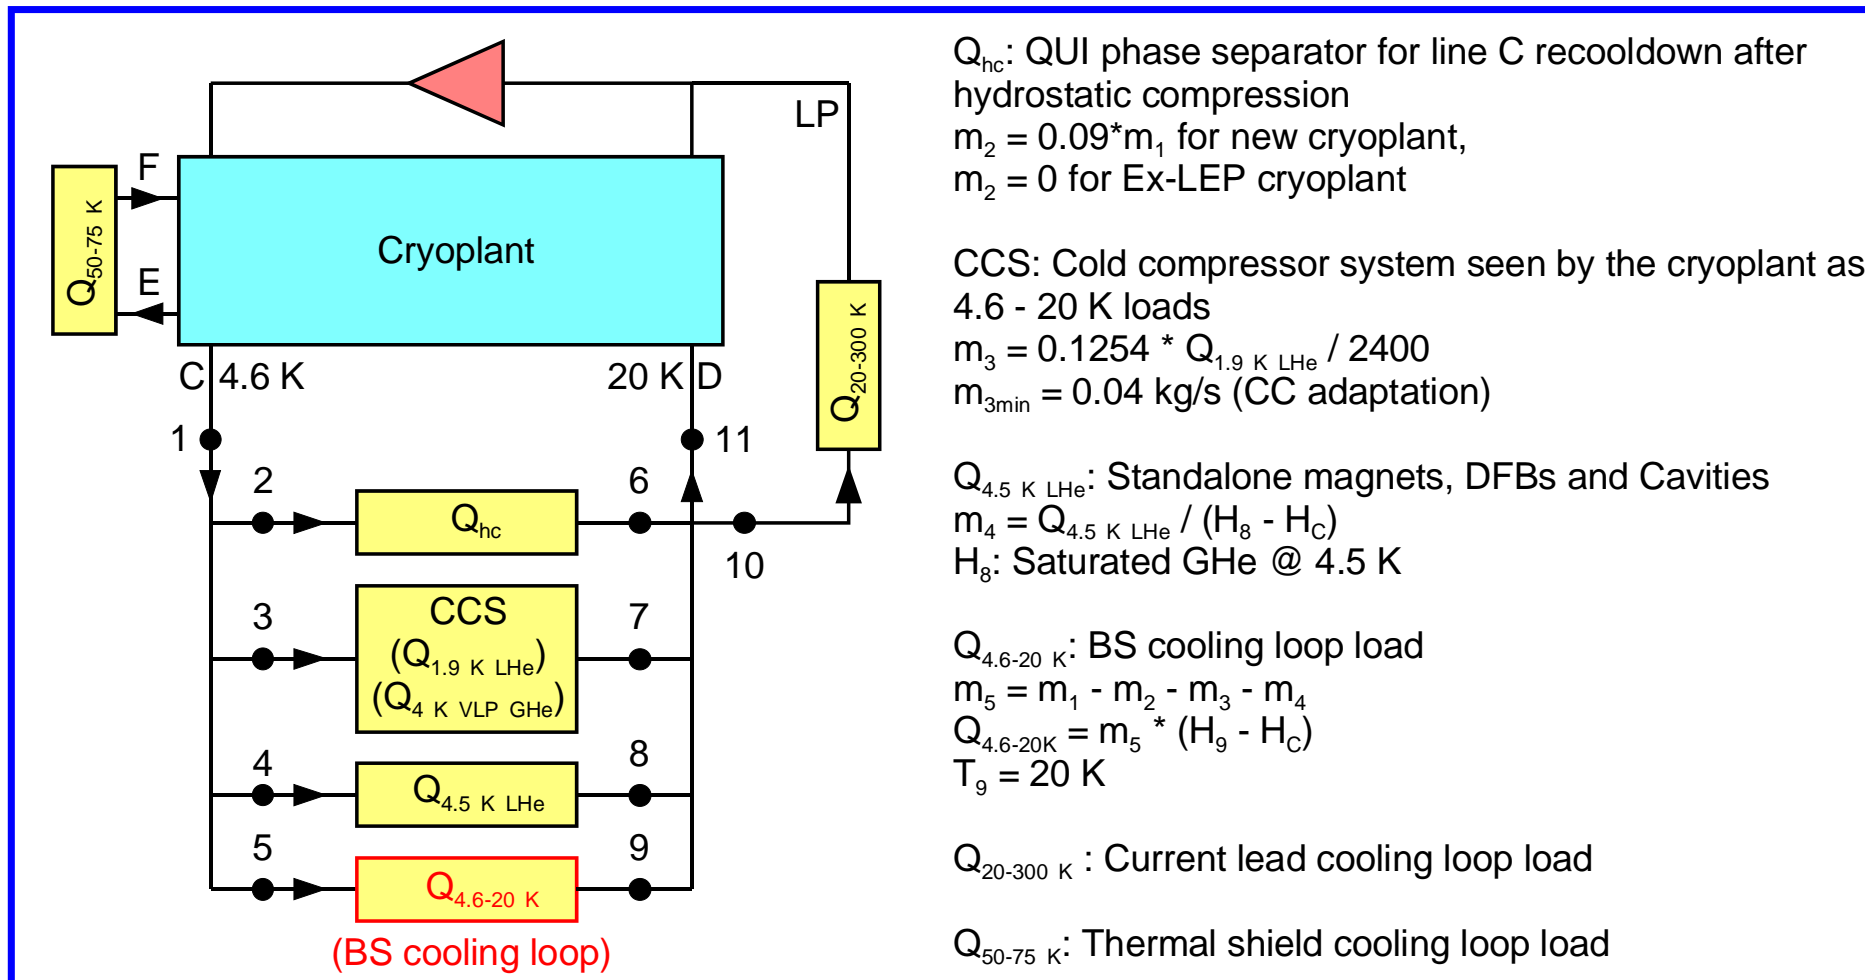 LP
F
Q50-75 K
E
Cryoplant
Q20-300 K
C 4.6 K
20 K D
1
11
2
6
Qhc
10
3
7
CCS
(Q1.9 K LHe)
(Q4 K VLP GHe)
4
8
Q4.5 K LHe
5
9
Q4.6-20 K
(BS cooling loop)
Qhc: QUI phase separator for line C recooldown after
hydrostatic compression
m2 = 0.09*m1 for new cryoplant,
m2 = 0 for Ex-LEP cryoplant
CCS: Cold compressor system seen by the cryoplant as
4.6 - 20 K loads
m3 = 0.1254 * Q1.9 K LHe / 2400
m3min = 0.04 kg/s (CC adaptation)
Q4.5 K LHe: Standalone magnets, DFBs and Cavities
m4 = Q4.5 K LHe / (H8 - HC)
H8: Saturated GHe @ 4.5 K
Q4.6-20 K: BS cooling loop load
m5 = m1 - m2 - m3 - m4
Q4.6-20K = m5 * (H9 - HC)
T9 = 20 K
Q20-300 K : Current lead cooling loop load
Q50-75 K: Thermal shield cooling loop load